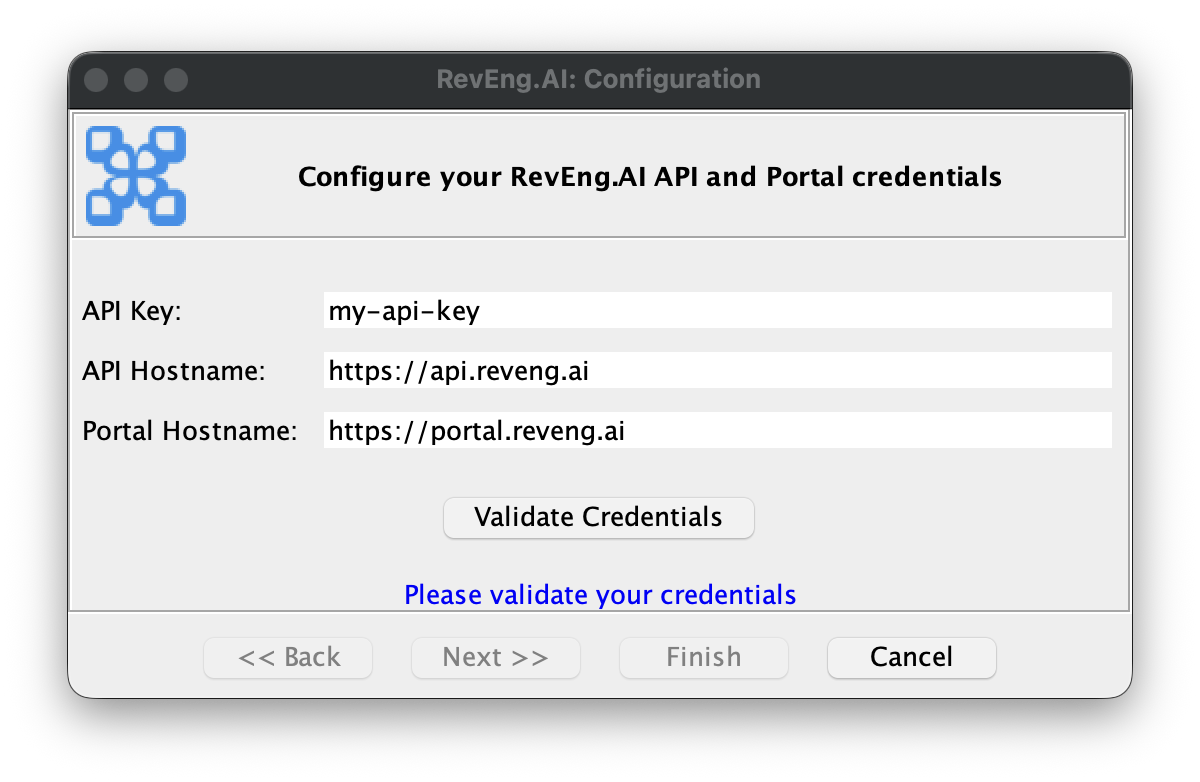 RevEng.AI: Configuration
Configure your RevEng.AI API and Portal credentials
API Key: my-api-key
API Hostname: https://api.reveng.ai
Portal Hostname: https://portal.reveng.ai
Validate Credentials
Please validate your credentials
<< Back Next >> Finish Cancel